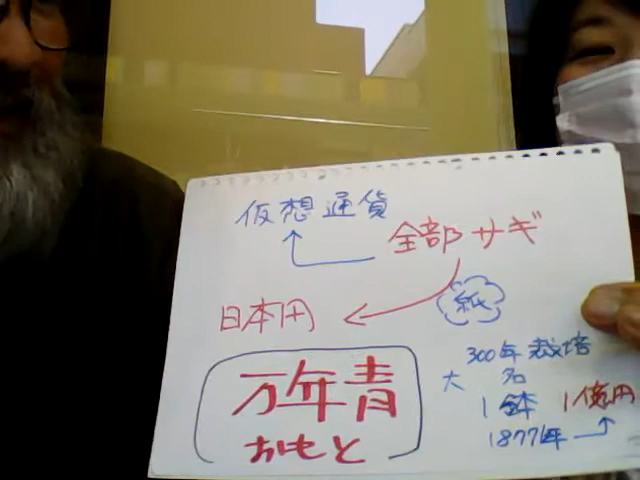 仮想通貨
全部サギ
日本円
紙
万年青
おもと
300年栽培
大名
1鉢 1億円
1877年